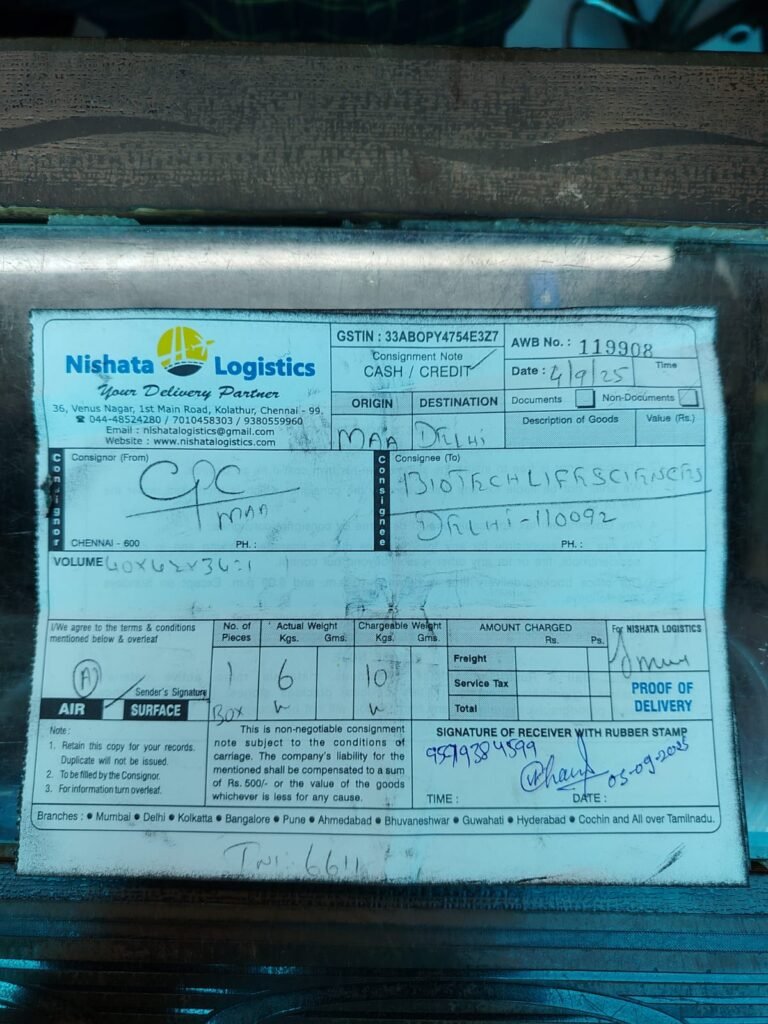 Nishata Logistics
Your Delivery Partner
36, Venus Nagar, 1st Main Road, Kolathur, Chennai - 99.
☎ 044-48524280 / 7010458303 / 9380559960
Email : nishatalogistics@gmail.com
Website : www.nishatalogistics.com
GSTIN : 33ABOPY4754E3Z7
Consignment Note
CASH / CREDIT
AWB No. : 119908
Date : 4/9/25 Time
ORIGIN DESTINATION
MAA DELHI
Documents Non-Documents
Description of Goods Value (Rs.)
Consignor
Consignor (From)
CPC
MAA
CHENNAI - 600 PH. :
Consignee
Consignee (To)
BIOTECH LIFESCIENCES
DELHI-110092
PH. :
VOLUME 40x42x36=1
I/We agree to the terms & conditions
mentioned below & overleaf
(A)
Sender's Signature
AIR SURFACE
No. of Pieces
Actual Weight
Kgs. Gms.
Chargeable Weight
Kgs. Gms.
1 6 10
BOX
AMOUNT CHARGED
Rs. Ps.
Freight
Service Tax
Total
For NISHATA LOGISTICS
PROOF OF
DELIVERY
Note :
1. Retain this copy for your records.
Duplicate will not be issued.
2. To be filled by the Consignor.
3. For information turn overleaf.
This is non-negotiable consignment
note subject to the conditions of
carriage. The company's liability for the
mentioned shall be compensated to a sum
of Rs. 500/- or the value of the goods
whichever is less for any cause.
SIGNATURE OF RECEIVER WITH RUBBER STAMP
05-09-2025
TIME : DATE :
Branches : ● Mumbai ● Delhi ● Kolkatta ● Bangalore ● Pune ● Ahmedabad ● Bhuvaneshwar ● Guwahati ● Hyderabad ● Cochin and All over Tamilnadu.
6611